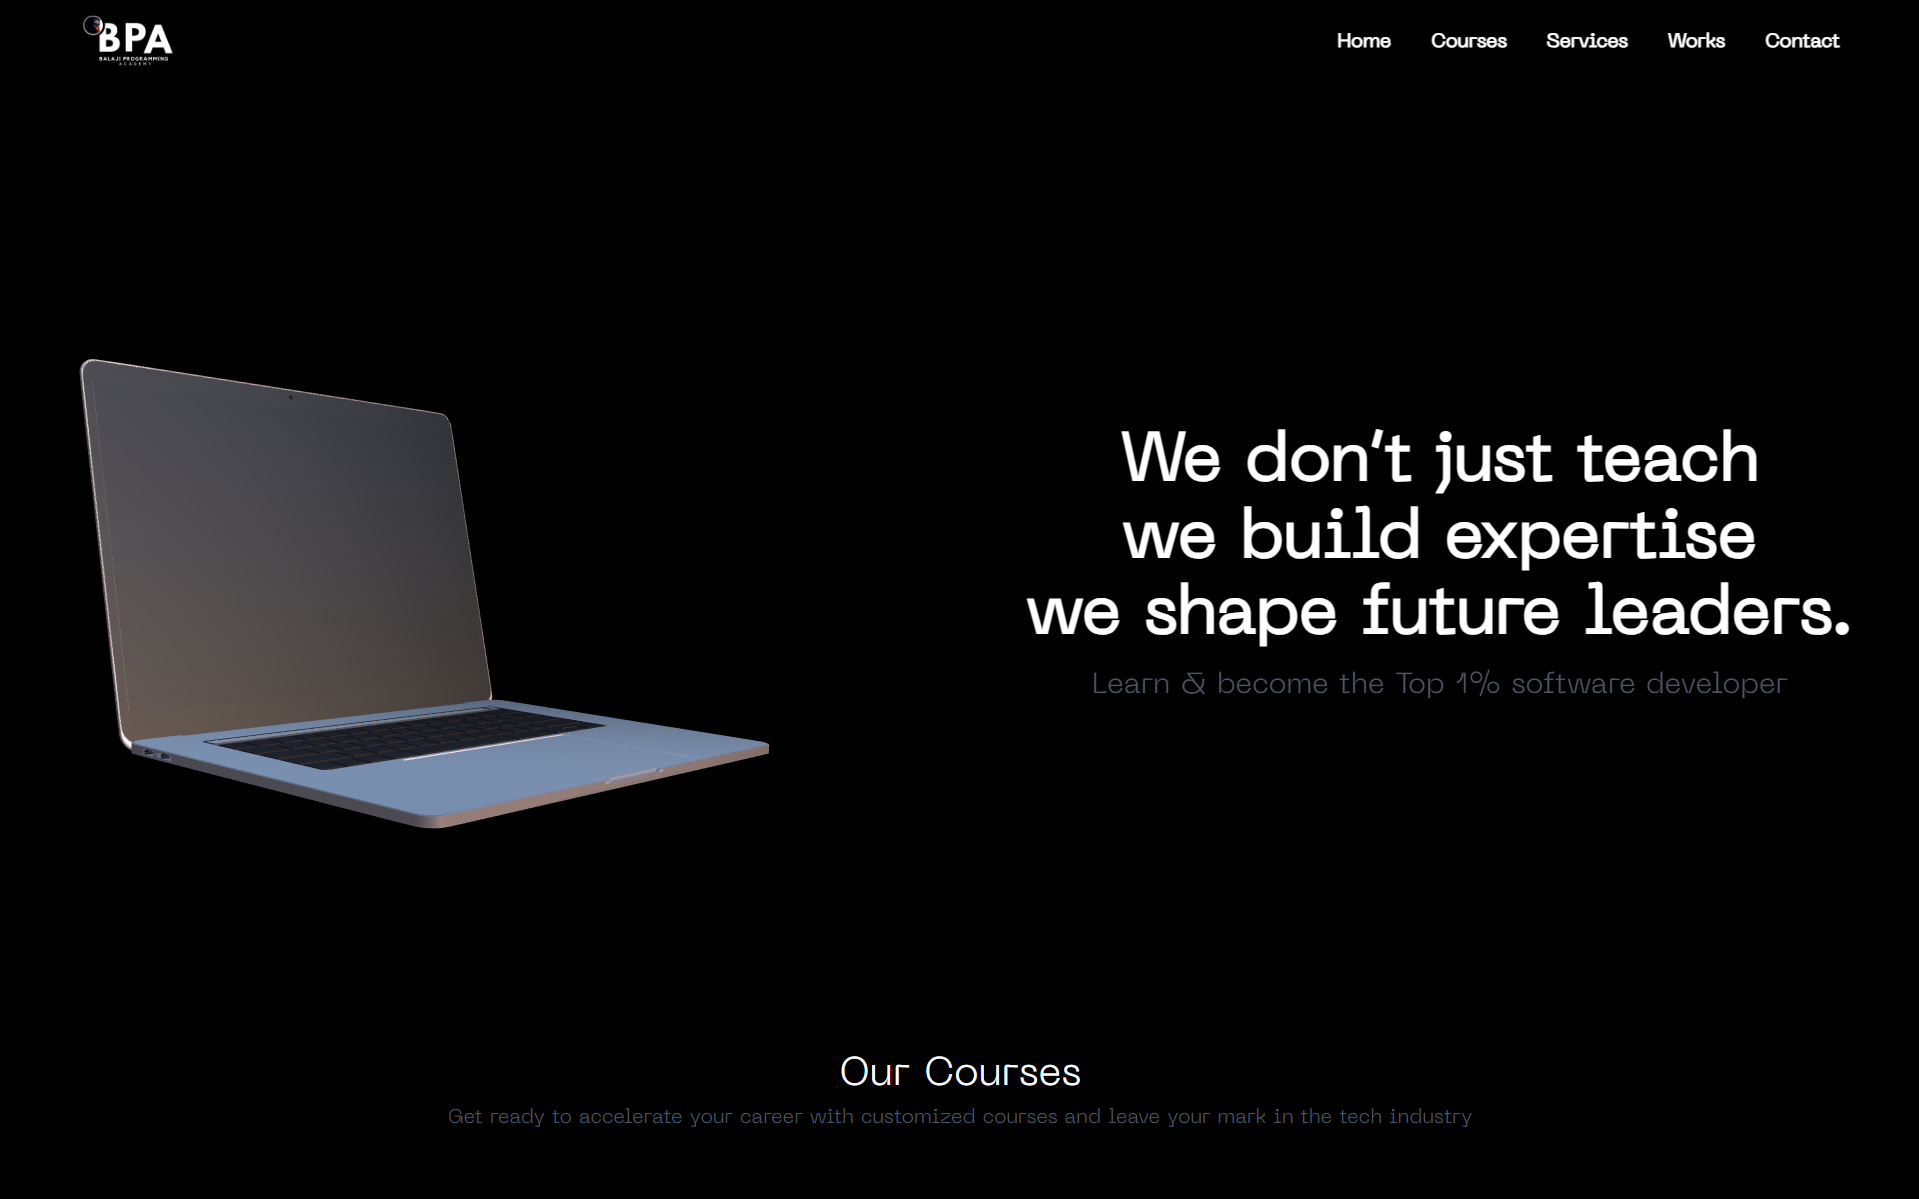 BPA
BALAJI PROGRAMMING
ACADEMY
Home Courses Services Works Contact
We don't just teach
we build expertise
we shape future leaders.
Learn & become the Top 1% software developer
Our Courses
Get ready to accelerate your career with customized courses and leave your mark in the tech industry